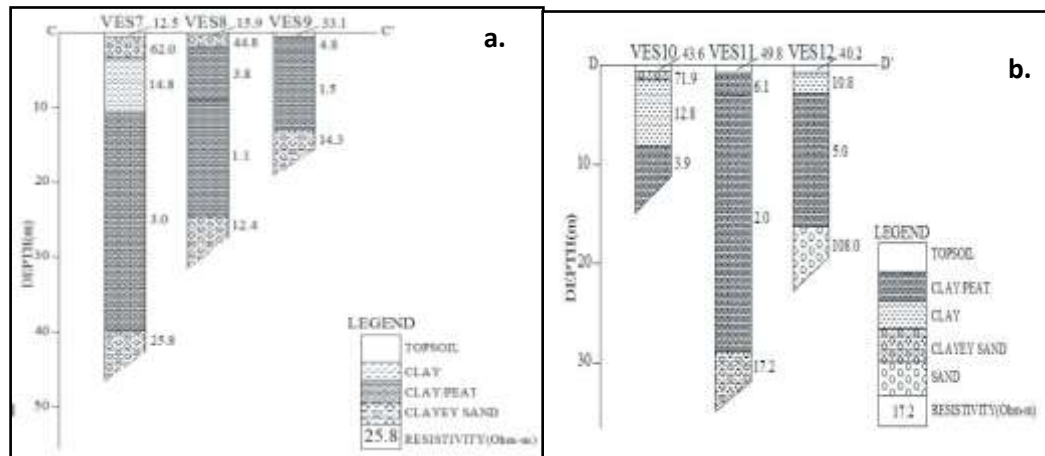 a.
C VES7 12.5 VES8 15.9 VES9 33.1 C'
62.0 44.8 4.8
14.8 3.8 1.5
10
1.1 14.3
20
3.0 12.4
30
40
25.8
50
DEPTH(m)
LEGEND
TOPSOIL
CLAY
CLAY/PEAT
CLAYEY SAND
25.8 RESISTIVITY(Ohm-m)
b.
D VES10 43.6 VES11 49.8 VES12 40.2 D'
71.9 6.1 10.8
12.8
10 3.9 5.0
2.0
20 108.0
30 17.2
DEPTH(m)
LEGEND
TOPSOIL
CLAY/PEAT
CLAY
CLAYEY SAND
SAND
17.2 RESISTIVITY(Ohm-m)